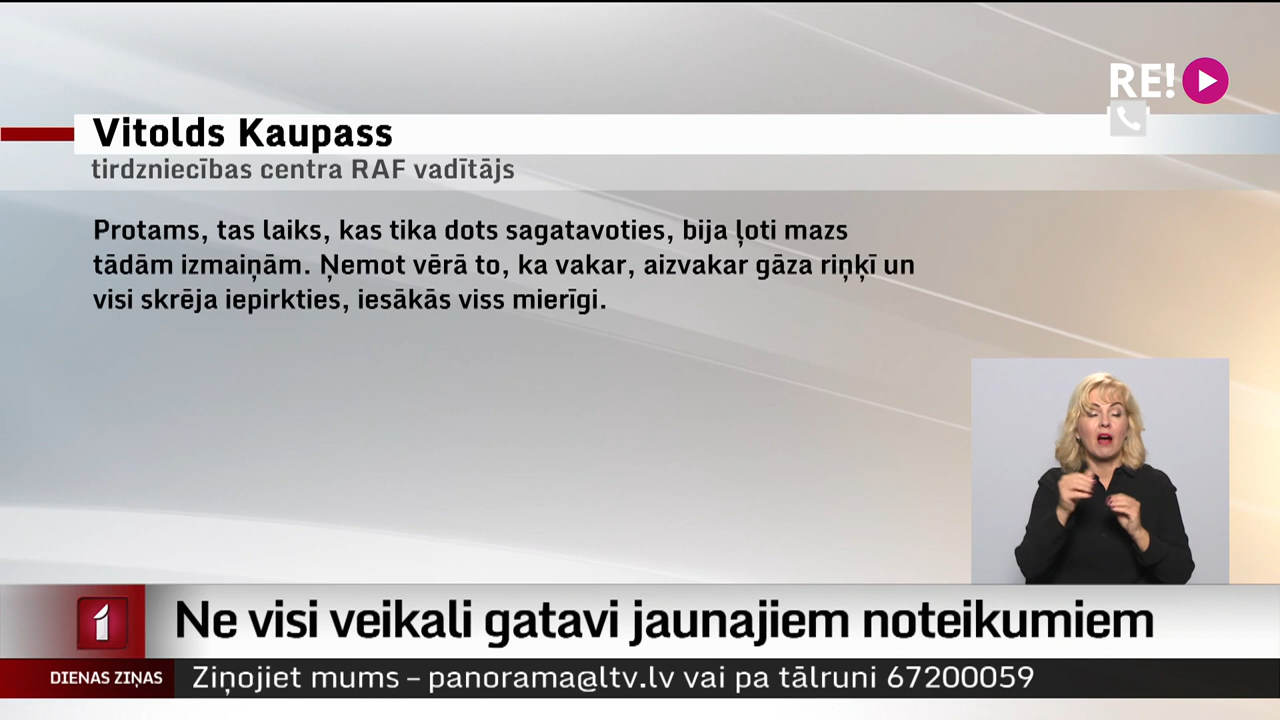 RE!
Vitolds Kaupass
tirdzniecības centra RAF vadītājs
Protams, tas laiks, kas tika dots sagatavoties, bija ļoti mazs
tādām izmaiņām. Ņemot vērā to, ka vakar, aizvakar gāza riņķī un
visi skrēja iepirkties, iesākās viss mierīgi.
1
Ne visi veikali gatavi jaunajiem noteikumiem
DIENAS ZIŅAS
Ziņojiet mums – panorama@ltv.lv vai pa tālruni 67200059